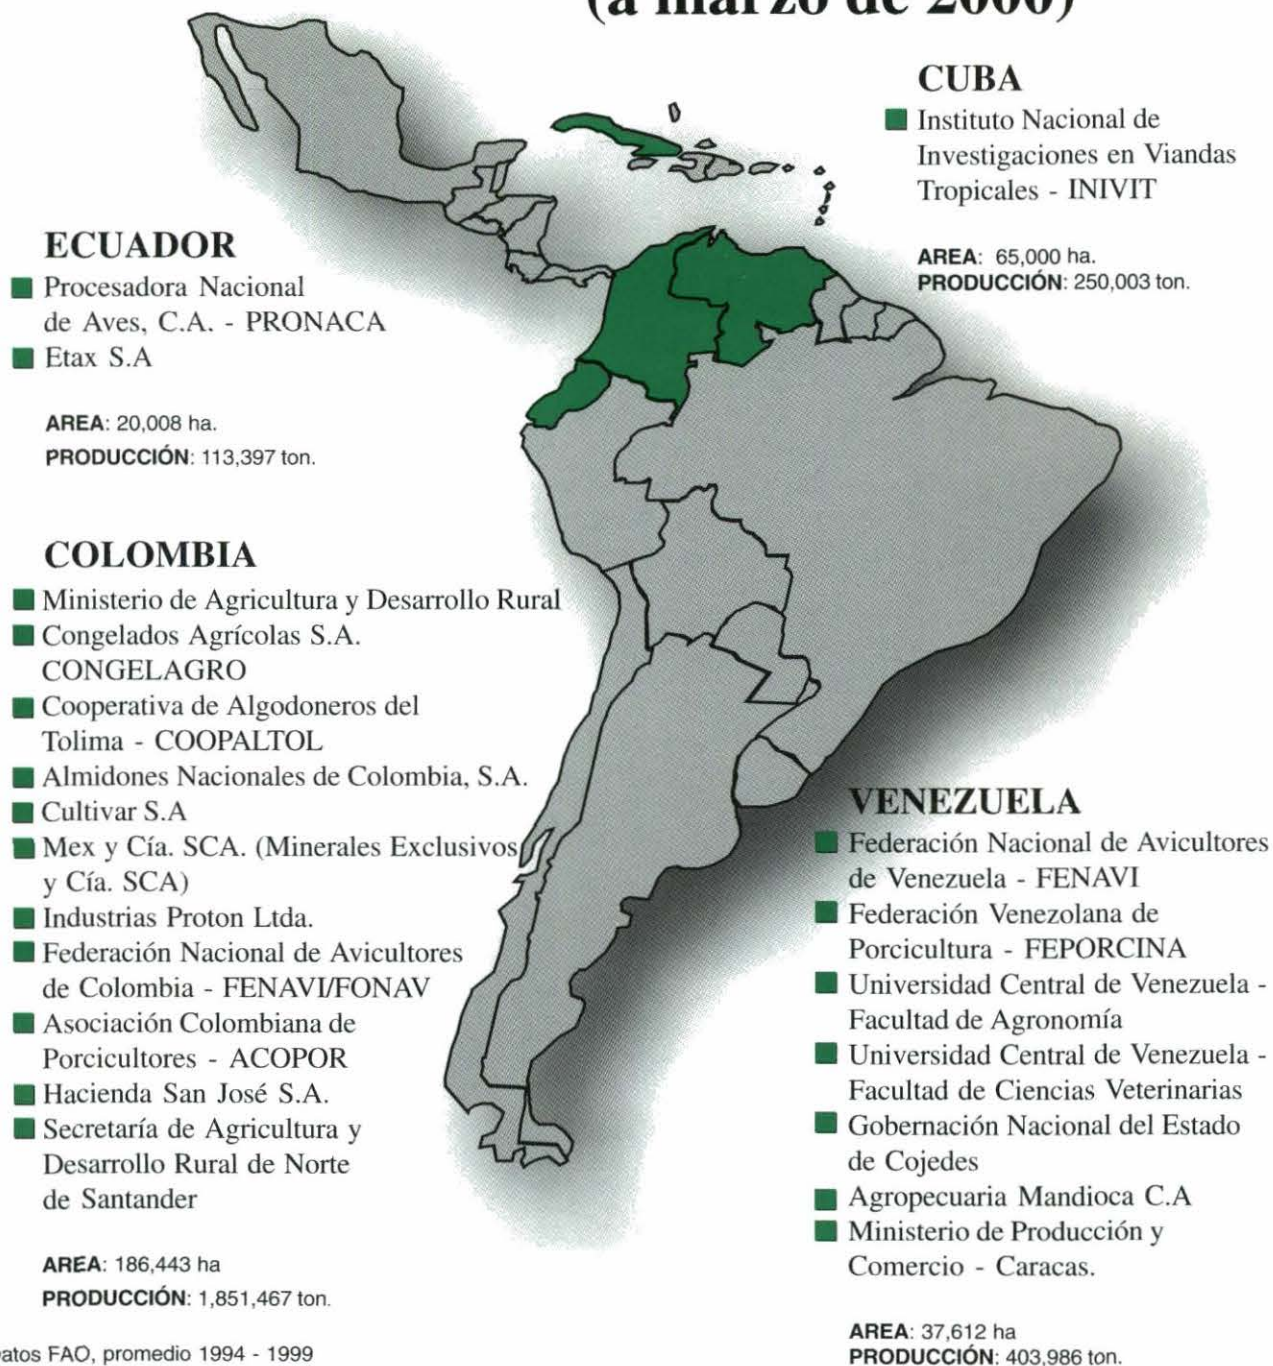 (a marzo de 2000)
CUBA
Instituto Nacional de
Investigaciones en Viandas
Tropicales - INIVIT
AREA: 65,000 ha.
PRODUCCIÓN: 250,003 ton.
ECUADOR
Procesadora Nacional
de Aves, C.A. - PRONACA
Etax S.A
AREA: 20,008 ha.
PRODUCCIÓN: 113,397 ton.
COLOMBIA
Ministerio de Agricultura y Desarrollo Rural
Congelados Agrícolas S.A.
CONGELAGRO
Cooperativa de Algodoneros del
Tolima - COOPALTOL
Almidones Nacionales de Colombia, S.A.
Cultivar S.A
Mex y Cía. SCA. (Minerales Exclusivos
y Cía. SCA)
Industrias Proton Ltda.
Federación Nacional de Avicultores
de Colombia - FENAVI/FONAV
Asociación Colombiana de
Porcicultores - ACOPOR
Hacienda San José S.A.
Secretaría de Agricultura y
Desarrollo Rural de Norte
de Santander
AREA: 186,443 ha
PRODUCCIÓN: 1,851,467 ton.
VENEZUELA
Federación Nacional de Avicultores
de Venezuela - FENAVI
Federación Venezolana de
Porcicultura - FEPORCINA
Universidad Central de Venezuela -
Facultad de Agronomía
Universidad Central de Venezuela -
Facultad de Ciencias Veterinarias
Gobernación Nacional del Estado
de Cojedes
Agropecuaria Mandioca C.A
Ministerio de Producción y
Comercio - Caracas.
AREA: 37,612 ha
PRODUCCIÓN: 403,986 ton.
atos FAO, promedio 1994 - 1999